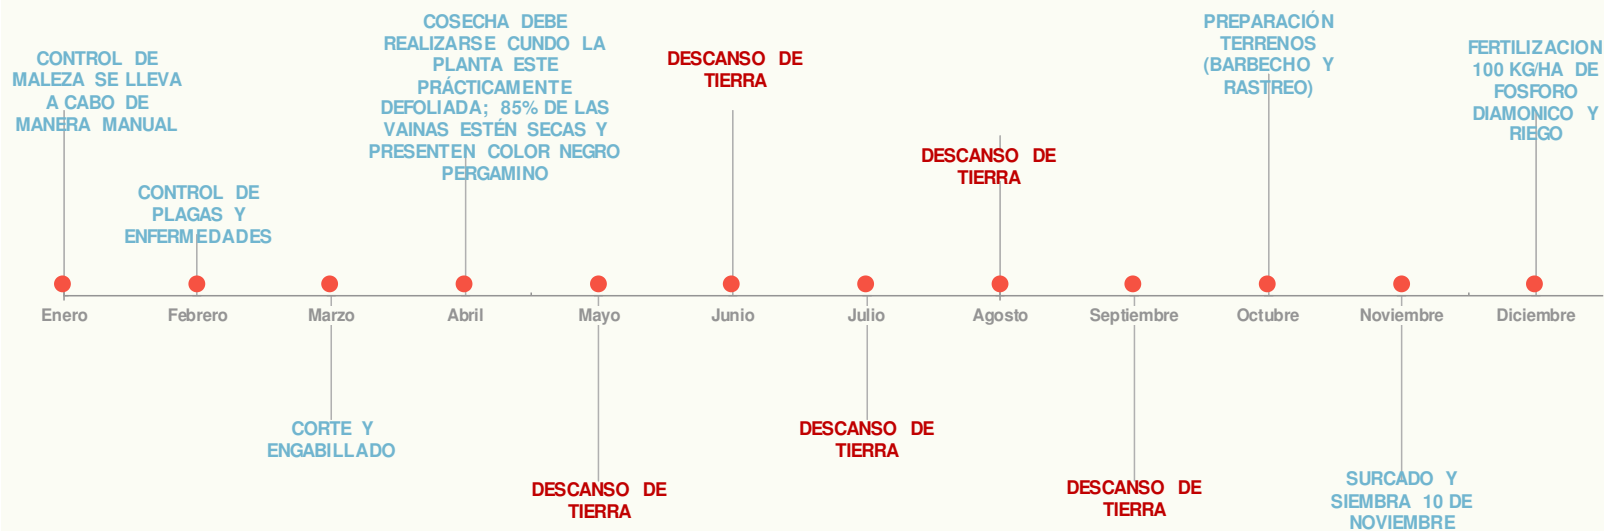 CONTROL DE
MALEZA SE LLEVA
A CABO DE
MANERA MANUAL
CONTROL DE
PLAGAS Y
ENFERMEDADES
COSECHA DEBE
REALIZARSE CUNDO LA
PLANTA ESTE
PRÁCTICAMENTE
DEFOLIADA; 85% DE LAS
VAINAS ESTÉN SECAS Y
PRESENTEN COLOR NEGRO
PERGAMINO
DESCANSO DE
TIERRA
DESCANSO DE
TIERRA
PREPARACIÓN
TERRENOS
(BARBECHO Y
RASTREO)
FERTILIZACION
100 KG/HA DE
FOSFORO
DIAMONICO Y
RIEGO
Enero Febrero Marzo Abril Mayo Junio Julio Agosto Septiembre Octubre Noviembre Diciembre
CORTE Y
ENGABILLADO
DESCANSO DE
TIERRA
DESCANSO DE
TIERRA
DESCANSO DE
TIERRA
SURCADO Y
SIEMBRA 10 DE
NOVIEMBRE